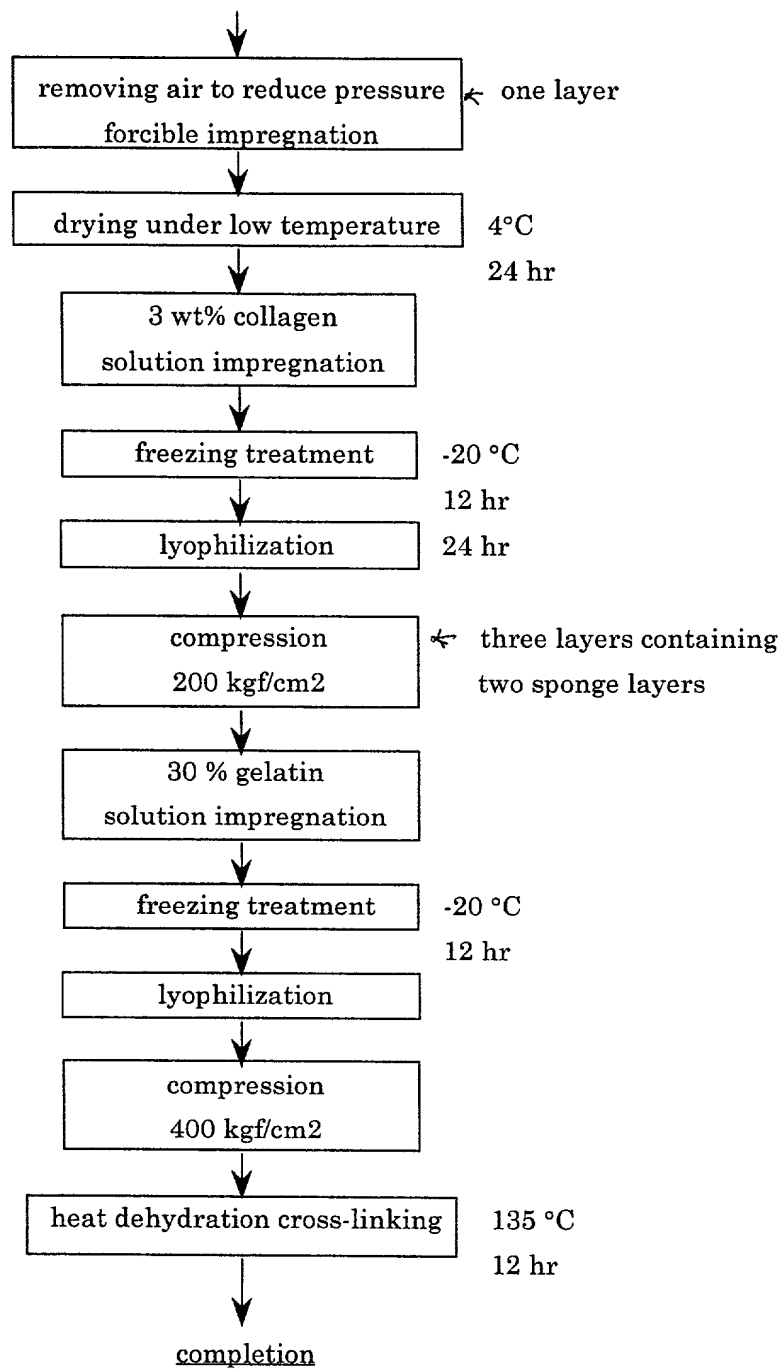 removing air to reduce pressure
one layer
forcible impregnation
drying under low temperature
4°C
24 hr
3 wt% collagen
solution impregnation
freezing treatment
-20 °C
12 hr
lyophilization
24 hr
compression
three layers containing
200 kgf/cm2
two sponge layers
30 % gelatin
solution impregnation
freezing treatment
-20 °C
12 hr
lyophilization
compression
400 kgf/cm2
heat dehydration cross-linking
135 °C
12 hr
completion